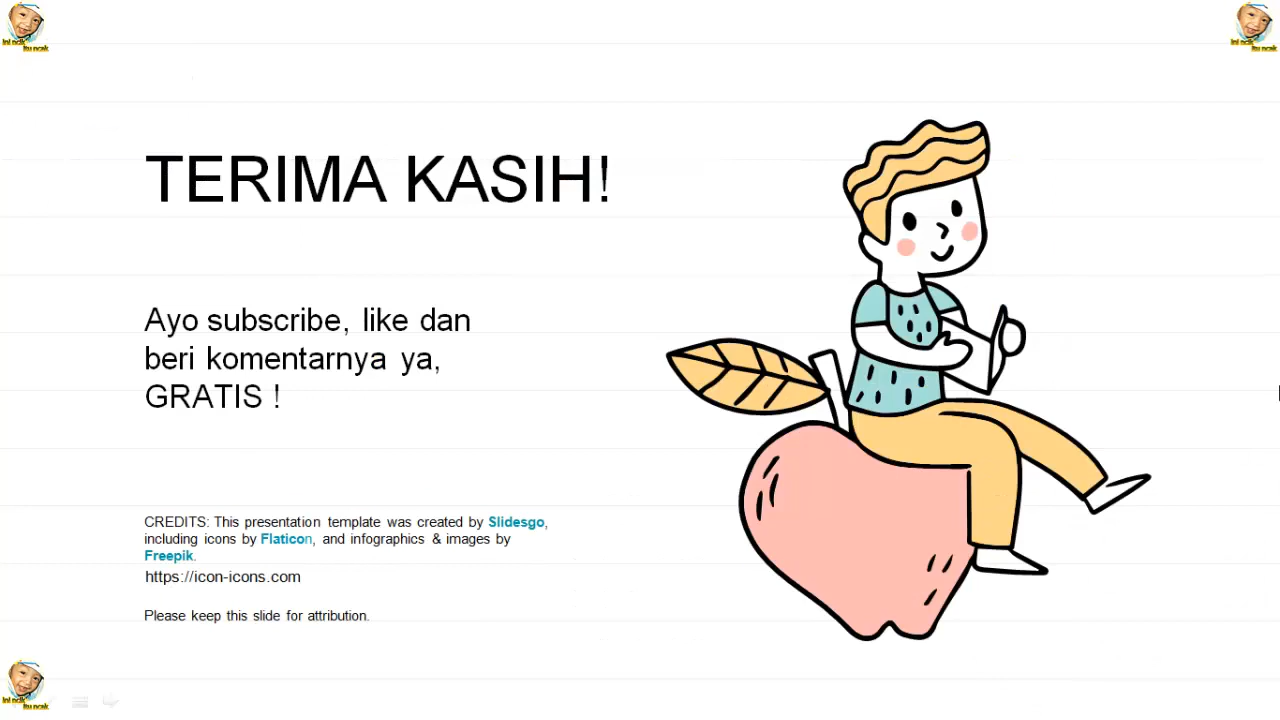 TERIMA KASIH!
Ayo subscribe, like dan
beri komentarnya ya,
GRATIS !
CREDITS: This presentation template was created by Slidesgo,
including icons by Flaticon, and infographics & images by
Freepik.
https://icon-icons.com
Please keep this slide for attribution.